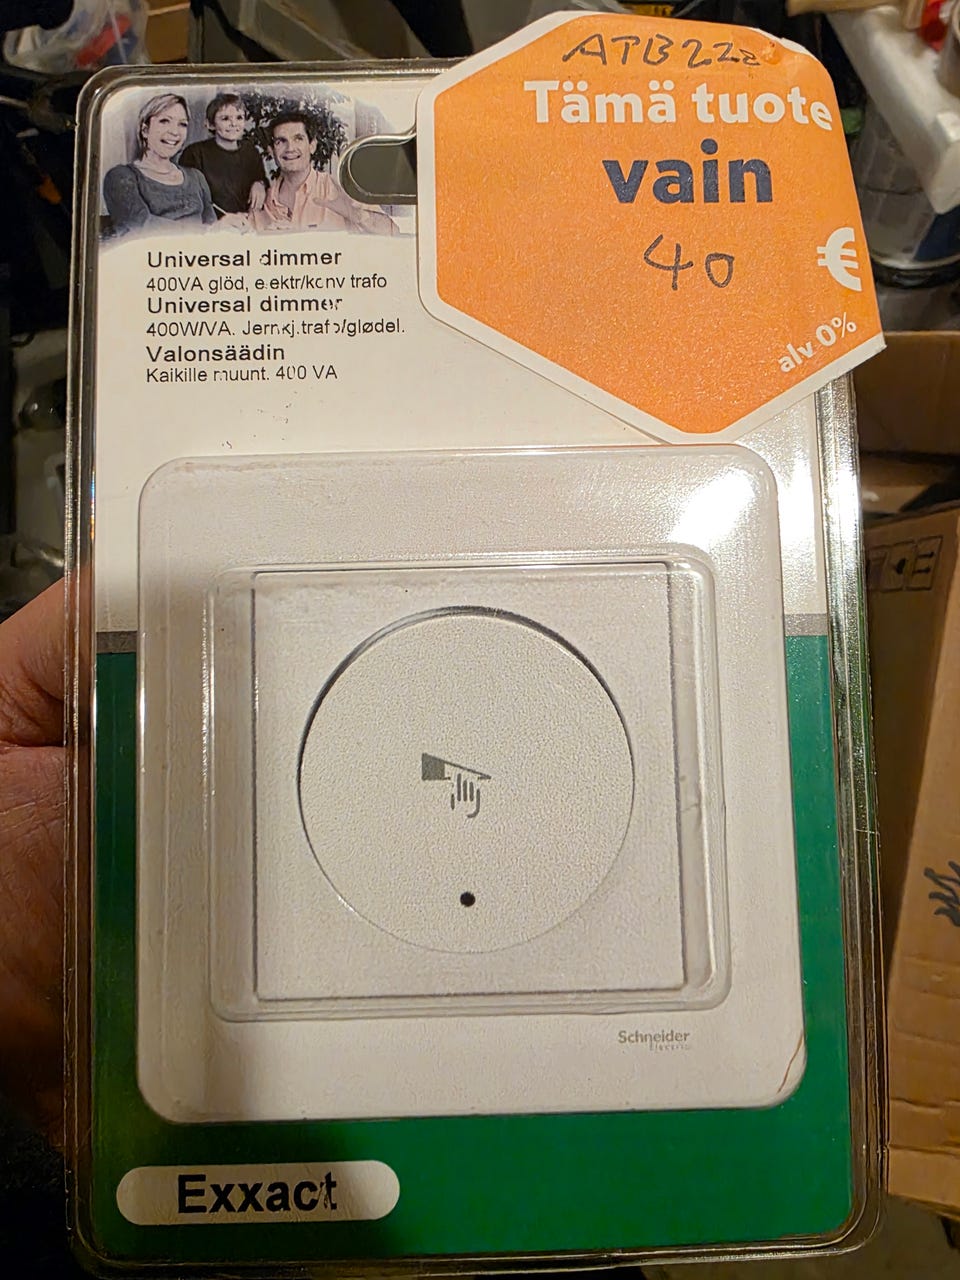 ATB222
Tämä tuote
vain
40
€
alv 0%
Universal dimmer
400VA glöd, elektr/konv trafo
Universal dimmer
400W/VA. Jernkj.trafo/glødel.
Valonsäädin
Kaikille muunt. 400 VA
Schneider
Electric
Exxact